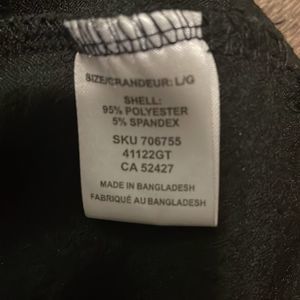 SIZE/GRANDEUR: L/G
SHELL:
95% POLYESTER
5% SPANDEX
SKU 706755
41122GT
CA 52427
MADE IN BANGLADESH
FABRIQUÉ AU BANGLADESH